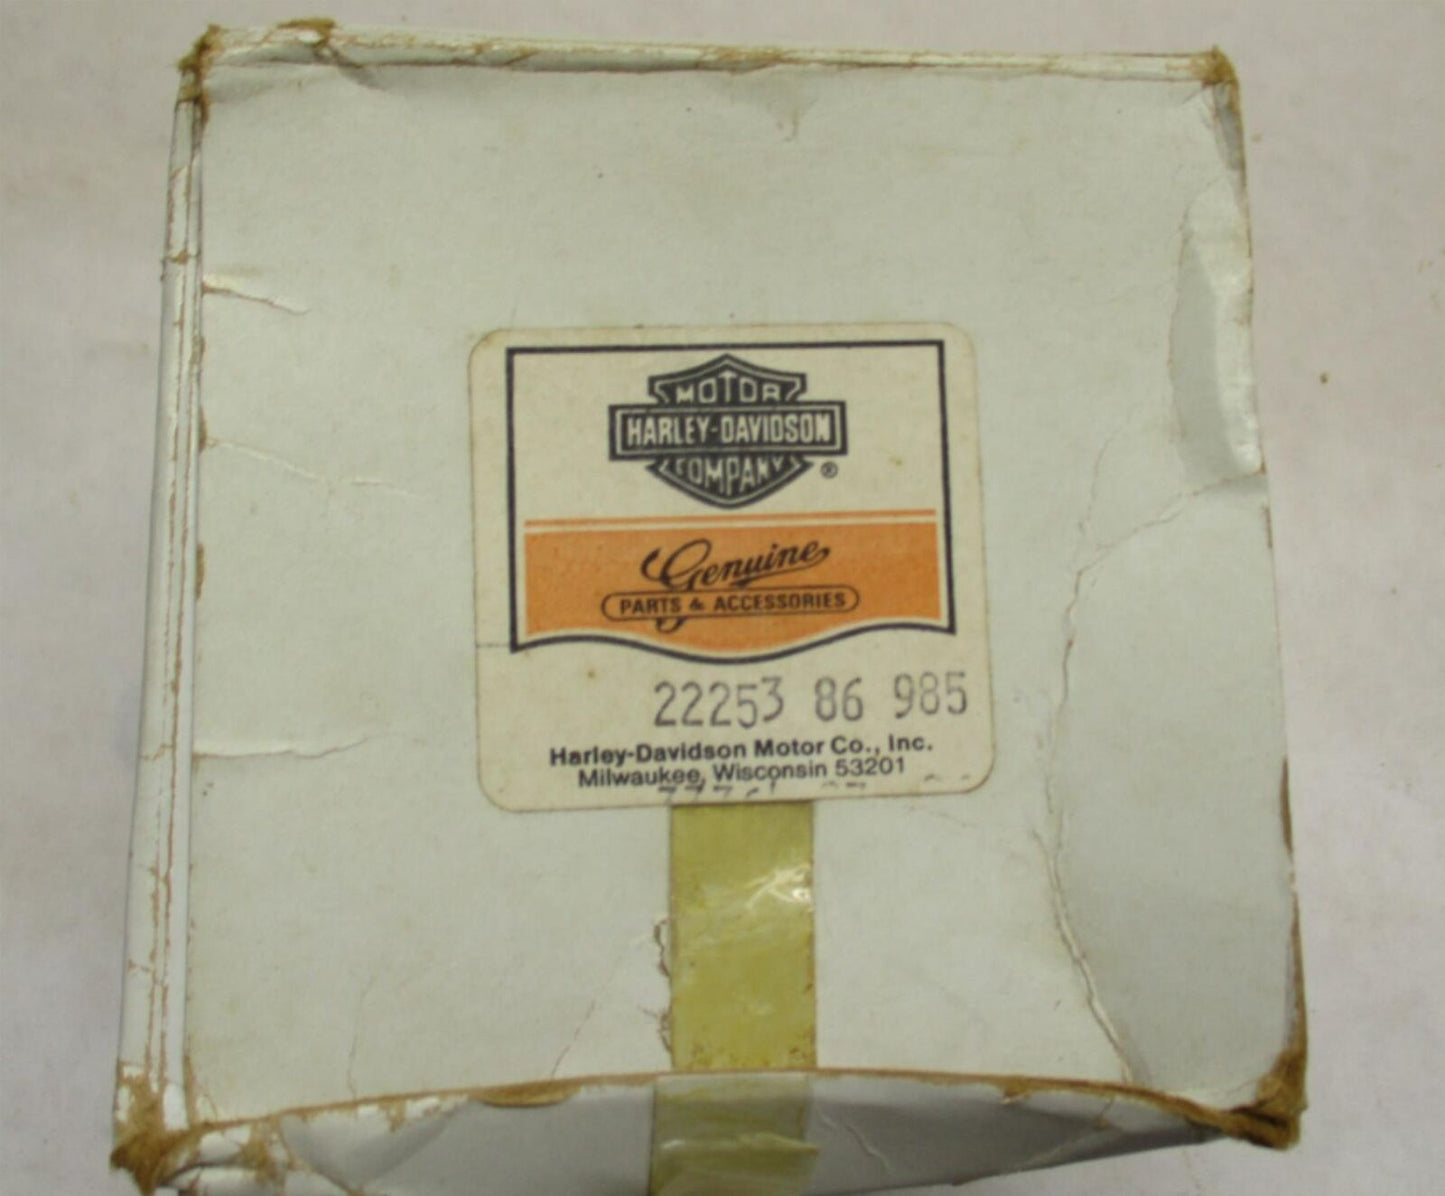 MOTOR
HARLEY-DAVIDSON
COMPANY
®
Genuine
PARTS & ACCESSORIES
22253 86 985
Harley-Davidson Motor Co., Inc.
Milwaukee, Wisconsin 53201